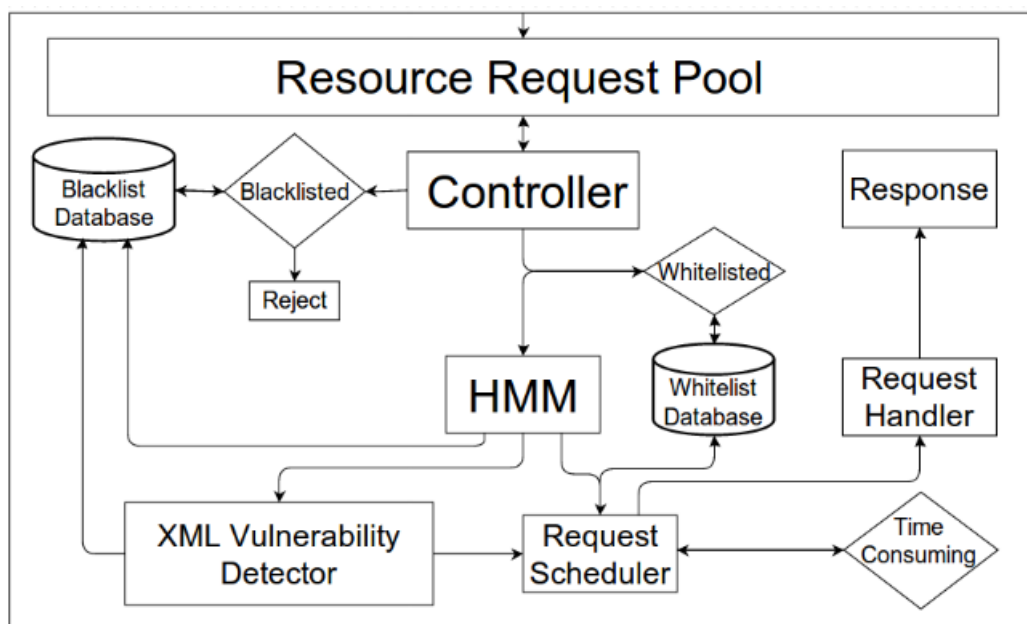 Resource Request Pool
Blacklist
Database
Blacklisted
Controller
Response
Whitelisted
Reject
HMM
Whitelist
Database
Request
Handler
XML Vulnerability
Detector
Request
Scheduler
Time
Consuming